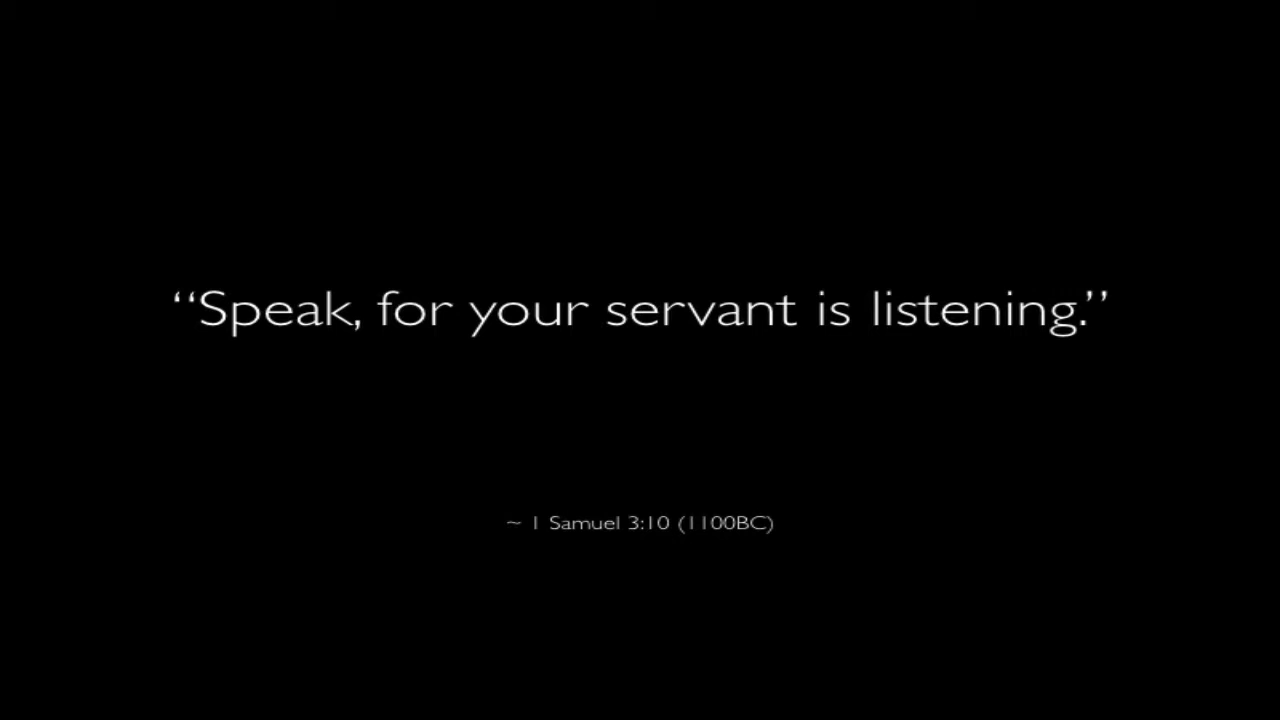 “Speak, for your servant is listening.”
~ 1 Samuel 3:10 (1100BC)